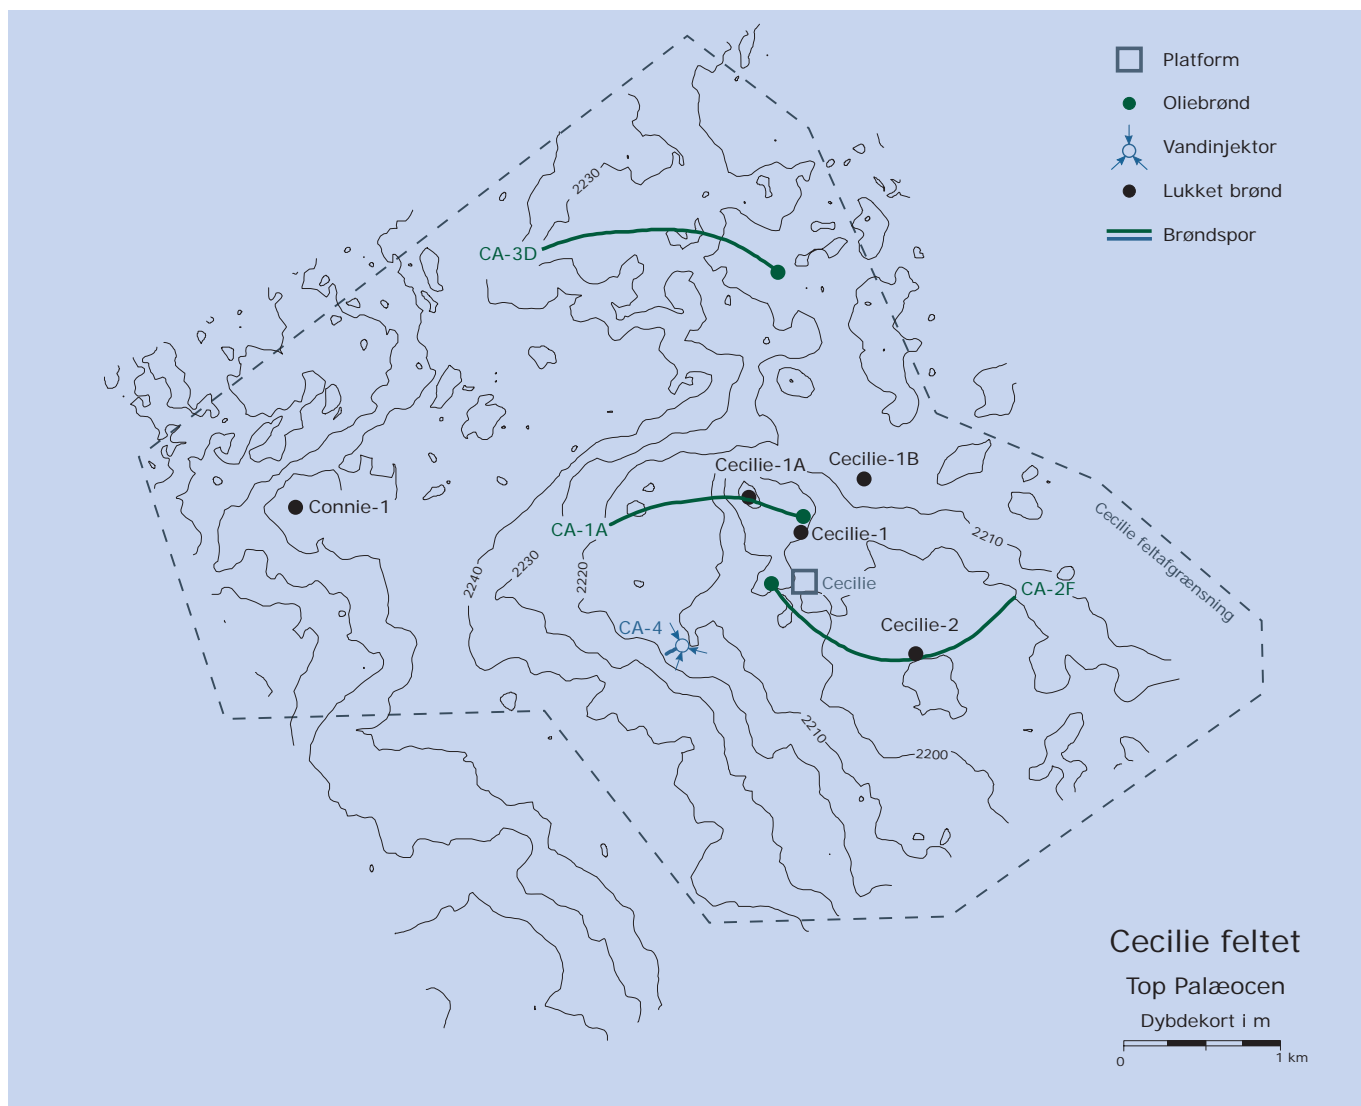 Platform
Oliebrønd
Vandinjektor
Lukket brønd
Brøndspor
2230
CA-3D
Cecilie-1A
Cecilie-1B
Connie-1
CA-1A
Cecilie-1
2210
Cecilie feltafgrænsning
2240
2230
2220
Cecilie
CA-2F
CA-4
Cecilie-2
2210
2200
Cecilie feltet
Top Palæocen
Dybdekort i m
0
1 km